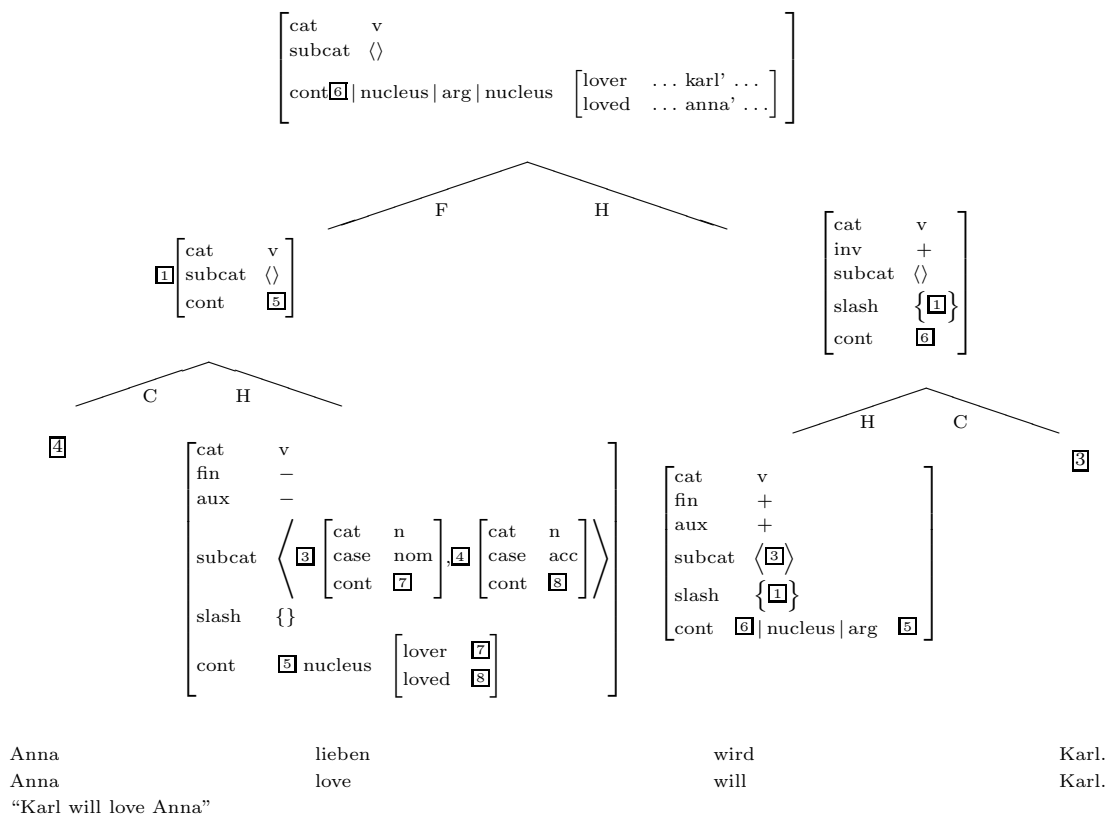 cat v
subcat ⟨⟩
cont 6 | nucleus | arg | nucleus
lover … karl' …
loved … anna' …
F H
1
cat v
subcat ⟨⟩
cont 5
cat v
inv +
subcat ⟨⟩
slash { 1 }
cont 6
C H
H C
4
cat v
fin −
aux −
subcat ⟨ 3 [cat n, case nom, cont 7], 4 [cat n, case acc, cont 8] ⟩
slash {}
cont 5 nucleus
lover 7
loved 8
cat v
fin +
aux +
subcat ⟨ 3 ⟩
slash { 1 }
cont 6 | nucleus | arg 5
3
Anna lieben wird Karl.
Anna love will Karl.
“Karl will love Anna”